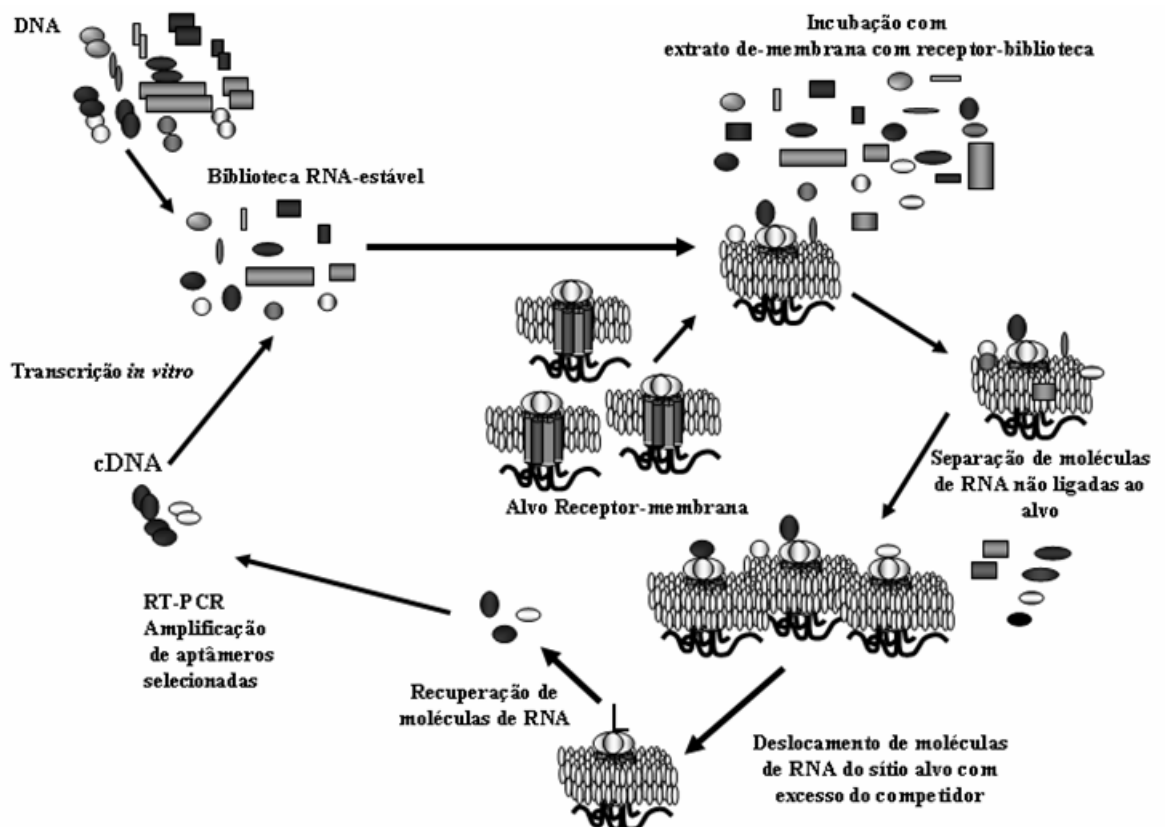 DNA
Incubação com
extrato de-membrana com receptor-biblioteca
Biblioteca RNA-estável
Transcrição in vitro
cDNA
Alvo Receptor-membrana
Separação de moléculas
de RNA não ligadas ao
alvo
RT-PCR
Amplificação
de aptâmeros
selecionadas
Recuperação de
moléculas de RNA
L
Deslocamento de moléculas
de RNA do sítio alvo com
excesso do competidor